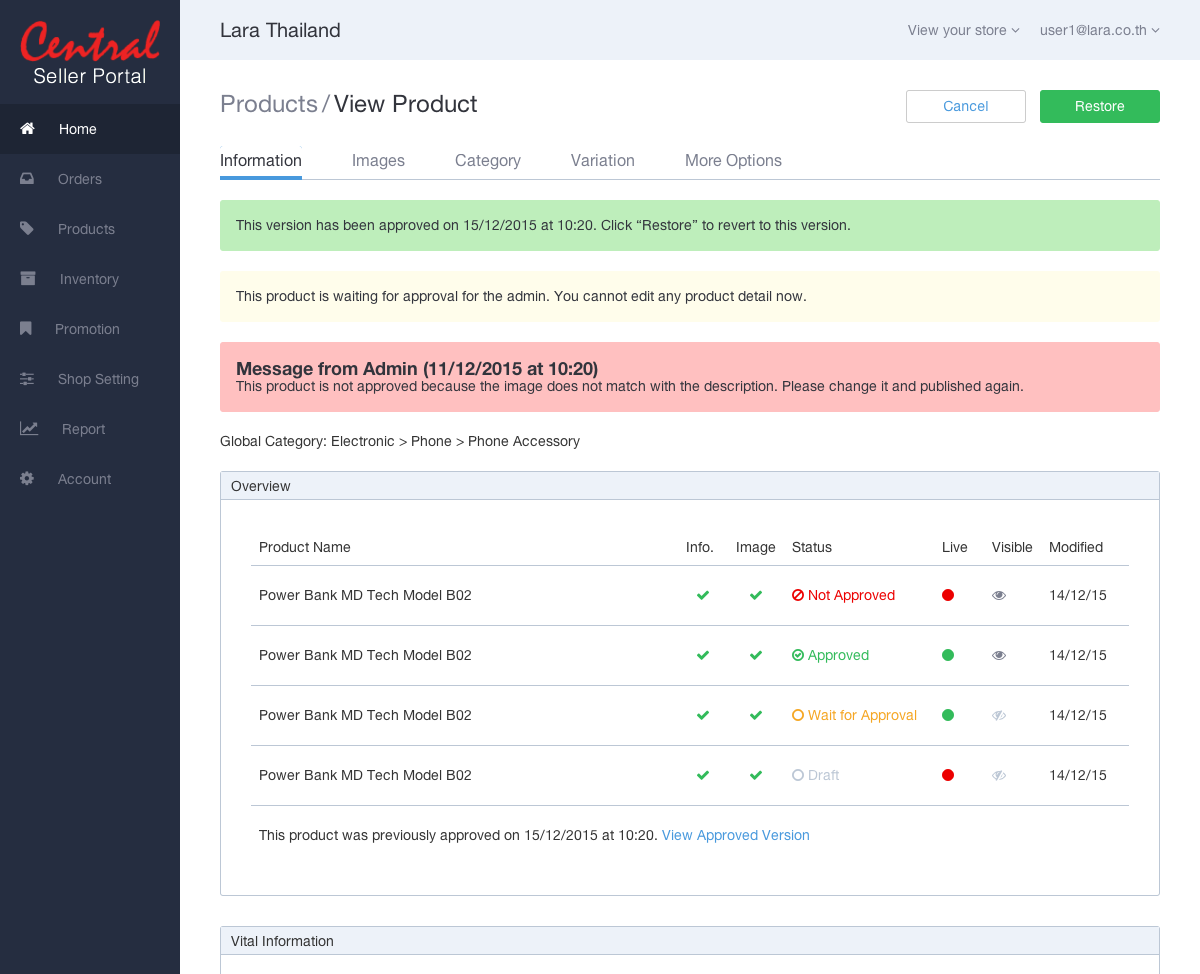 Central
Seller Portal
Home
Orders
Products
Inventory
Promotion
Shop Setting
Report
Account
Lara Thailand
View your store
user1@lara.co.th
Products / View Product
Cancel
Restore
Information
Images
Category
Variation
More Options
This version has been approved on 15/12/2015 at 10:20. Click “Restore” to revert to this version.
This product is waiting for approval for the admin. You cannot edit any product detail now.
Message from Admin (11/12/2015 at 10:20)
This product is not approved because the image does not match with the description. Please change it and published again.
Global Category: Electronic > Phone > Phone Accessory
Overview
Product Name Info. Image Status Live Visible Modified
Power Bank MD Tech Model B02 Not Approved 14/12/15
Power Bank MD Tech Model B02 Approved 14/12/15
Power Bank MD Tech Model B02 Wait for Approval 14/12/15
Power Bank MD Tech Model B02 Draft 14/12/15
This product was previously approved on 15/12/2015 at 10:20. View Approved Version
Vital Information